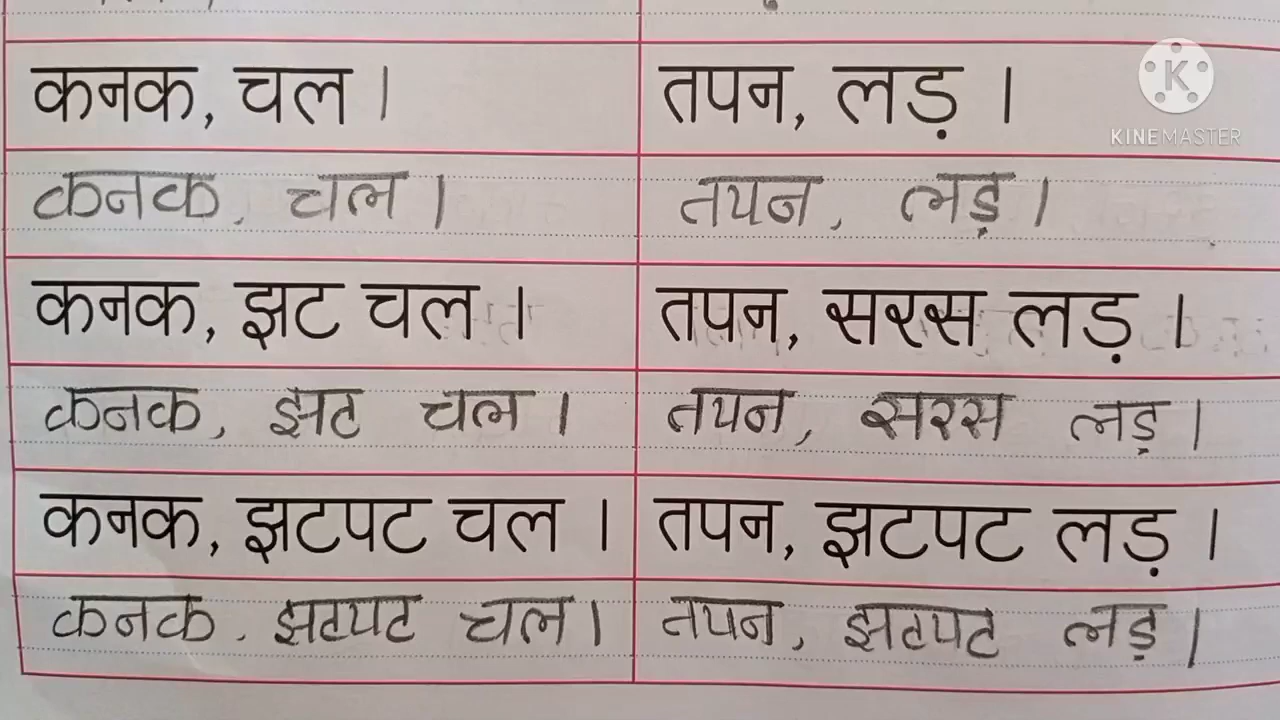 कनक, चल।
तपन, लड़।
KINEMASTER
कनक, चल।
तपन, लड़।
कनक, झट चल।
तपन, सरस लड़।
कनक, झट चल।
तपन, सरस लड़।
कनक, झटपट चल।
तपन, झटपट लड़।
कनक, झटपट चल।
तपन, झटपट लड़।